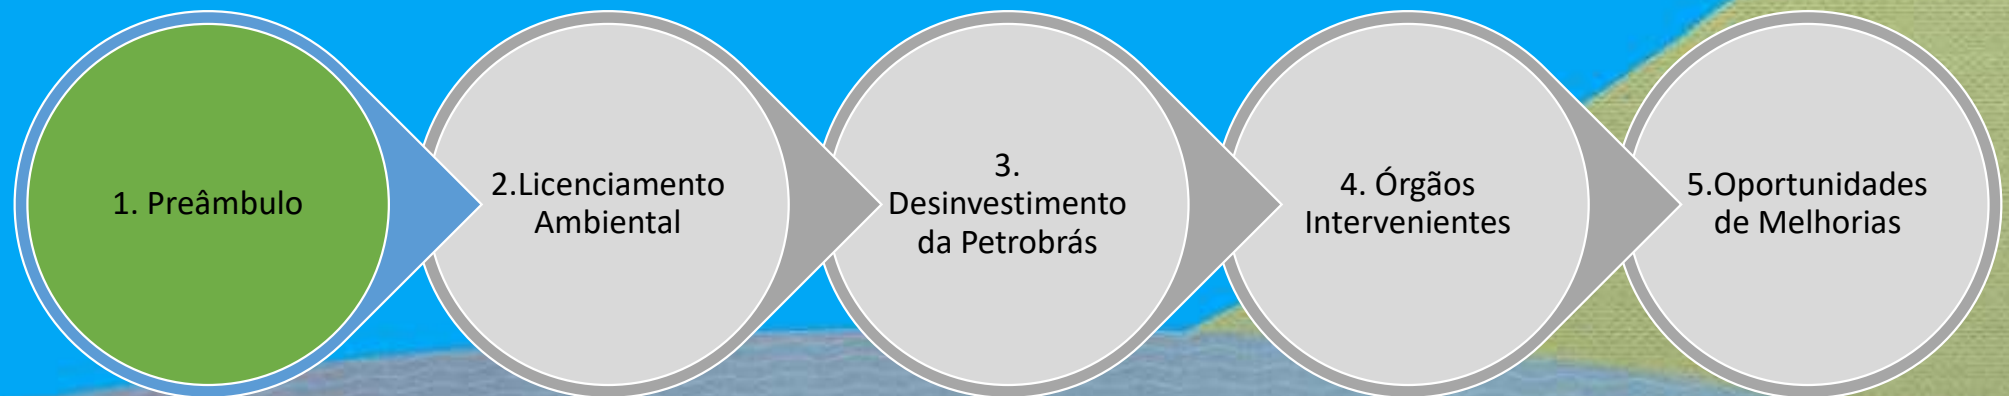 1. Preâmbulo
2.Licenciamento
Ambiental
3.
Desinvestimento
da Petrobrás
4. Órgãos
Intervenientes
5.Oportunidades
de Melhorias